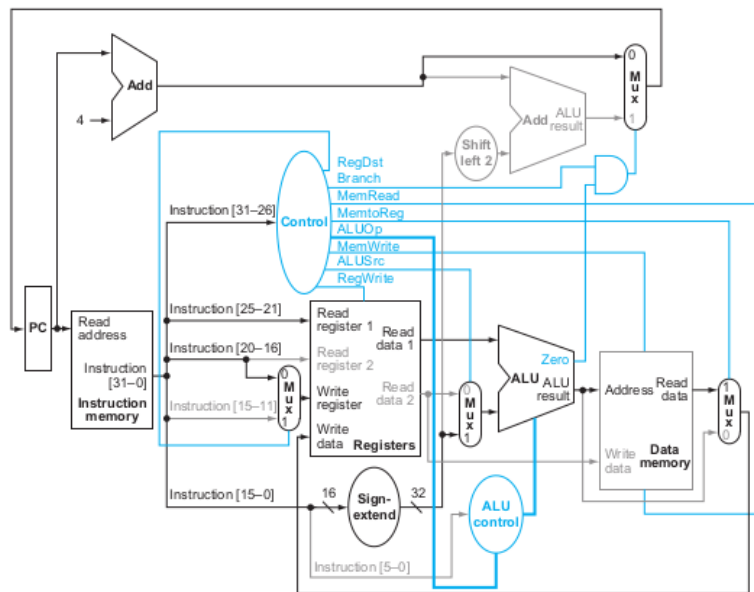 0
M
u
x
1
Add
4
Add
ALU
result
Shift
left 2
RegDst
Branch
MemRead
MemtoReg
ALUOp
MemWrite
ALUSrc
RegWrite
Control
Instruction [31–26]
PC
Read
address
Instruction
[31–0]
Instruction
memory
Instruction [25–21]
Instruction [20–16]
Instruction [15–11]
Instruction [15–0]
0
M
u
x
1
Read
register 1
Read
register 2
Write
register
Write
data
Read
data 1
Read
data 2
Registers
0
M
u
x
1
Zero
ALU
ALU
result
Address
Read
data
Write
data
Data
memory
1
M
u
x
0
16
Sign-
extend
32
ALU
control
Instruction [5–0]